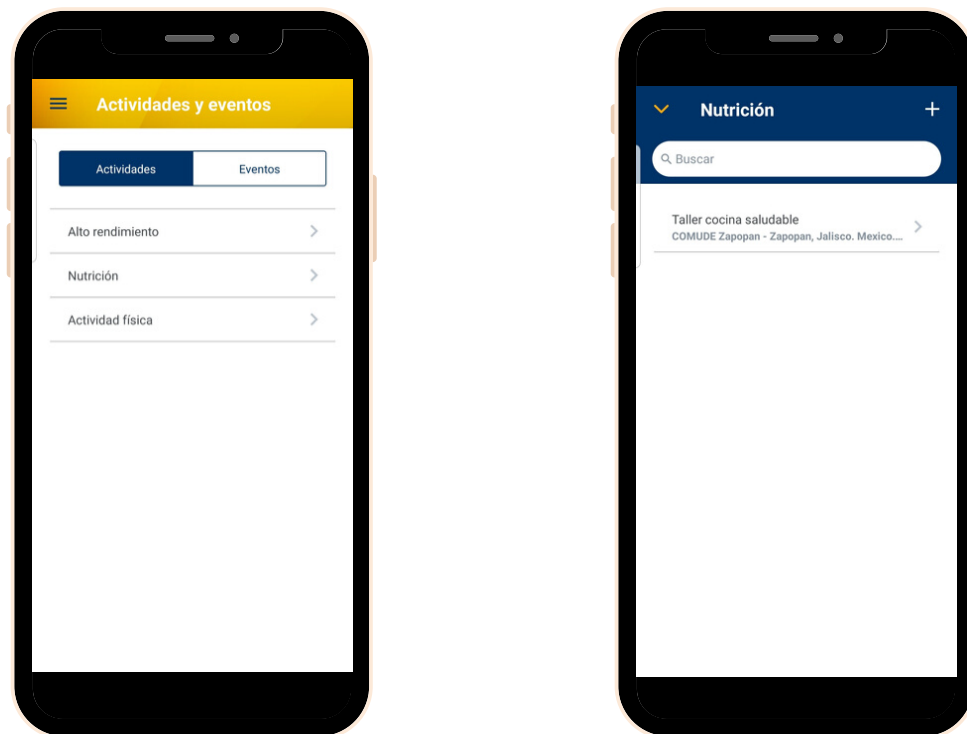 Actividades y eventos
Actividades
Eventos
Alto rendimiento
Nutrición
Actividad física
Nutrición
Buscar
Taller cocina saludable
COMUDE Zapopan - Zapopan, Jalisco. Mexico....